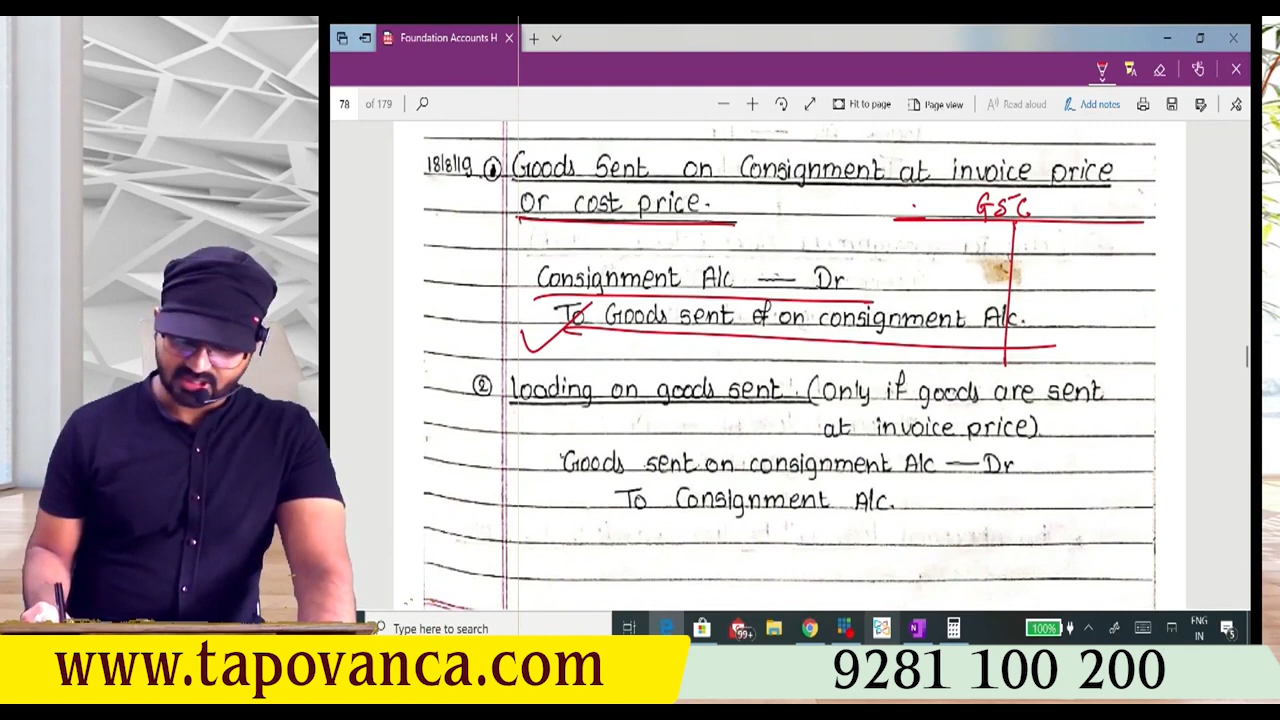 Foundation Accounts H
78 of 179
Fit to page
Page view
Read aloud
Add notes
18/8/19 ① Goods Sent on Consignment at invoice price
Or cost price.
GSC
Consignment A/c — Dr
To Goods sent of on consignment A/c.
② loading on goods sent (Only if goods are sent
at invoice price)
Goods sent on consignment A/c — Dr
To Consignment A/c.
Type here to search
99+
100%
ENG
IN
5
www.tapovanca.com
9281 100 200